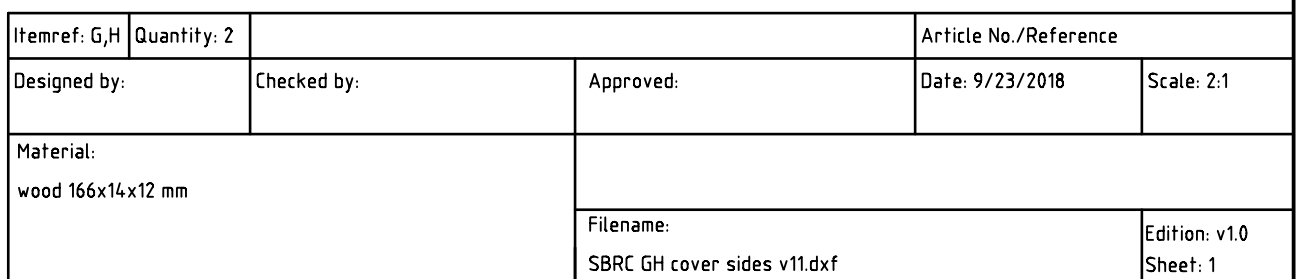 Itemref: G,H Quantity: 2 Article No./Reference
Designed by: Checked by: Approved: Date: 9/23/2018 Scale: 2:1
Material:
wood 166x14x12 mm
Filename: Edition: v1.0
SBRC GH cover sides v11.dxf Sheet: 1